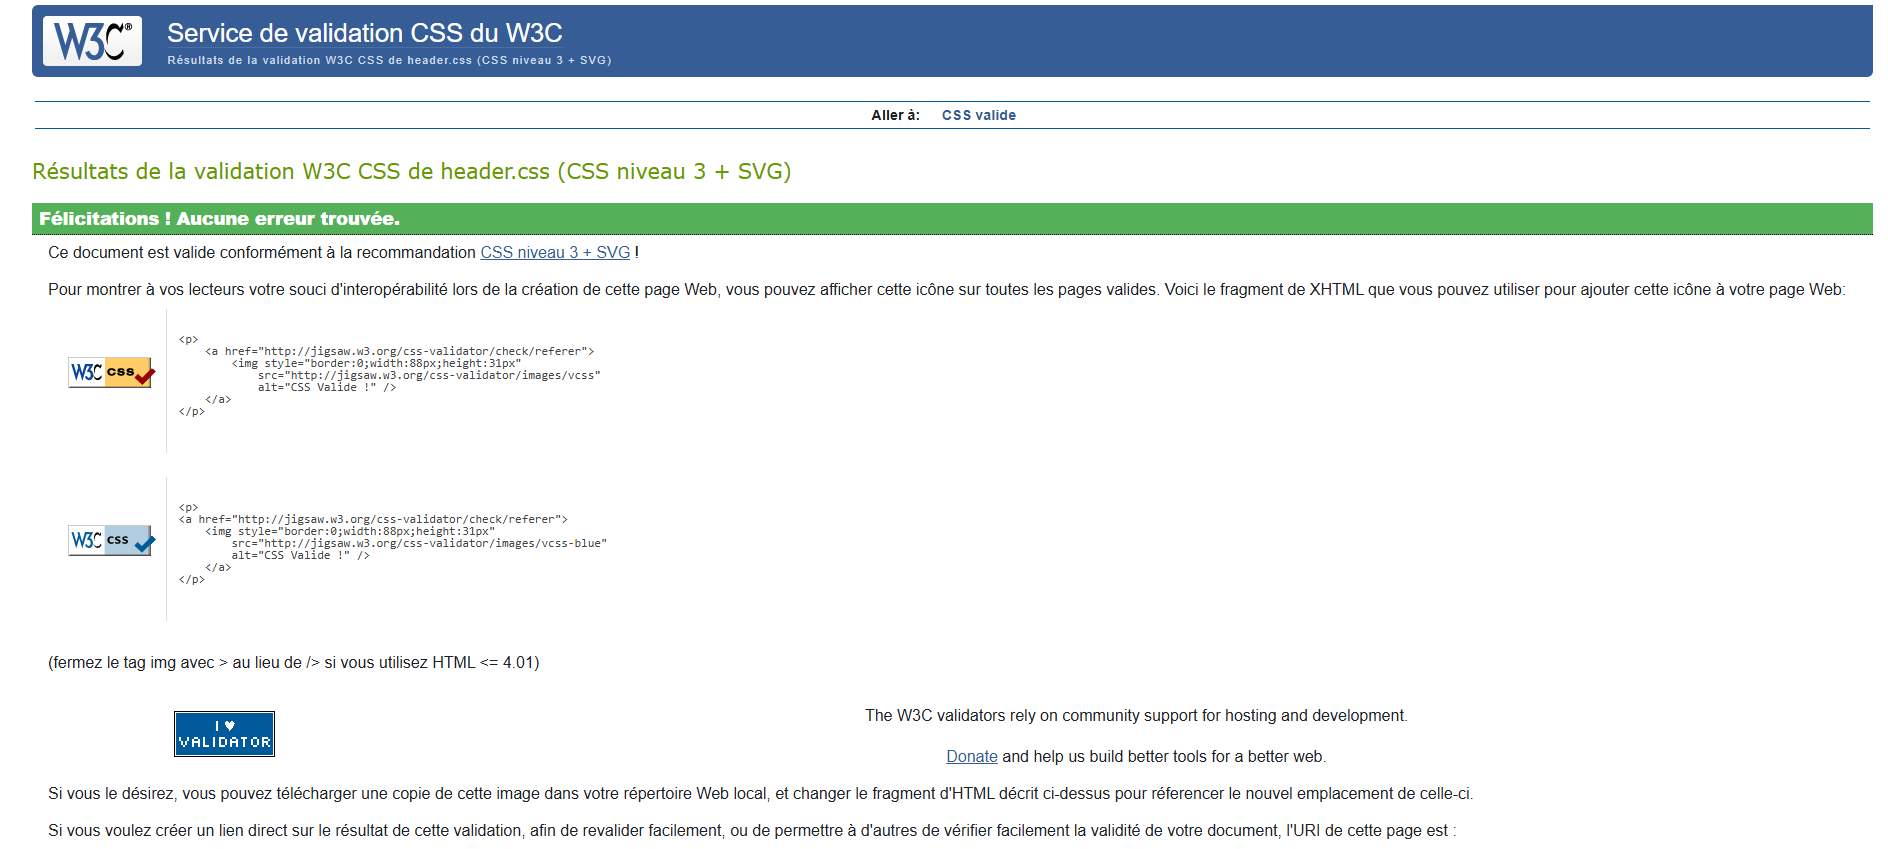 W3C®
Service de validation CSS du W3C
Résultats de la validation W3C CSS de header.css (CSS niveau 3 + SVG)
Aller à: CSS valide
Résultats de la validation W3C CSS de header.css (CSS niveau 3 + SVG)
Félicitations ! Aucune erreur trouvée.
Ce document est valide conformément à la recommandation CSS niveau 3 + SVG !
Pour montrer à vos lecteurs votre souci d'interopérabilité lors de la création de cette page Web, vous pouvez afficher cette icône sur toutes les pages valides. Voici le fragment de XHTML que vous pouvez utiliser pour ajouter cette icône à votre page Web:
W3C css
<p>
<a href="http://jigsaw.w3.org/css-validator/check/referer">
<img style="border:0;width:88px;height:31px"
src="http://jigsaw.w3.org/css-validator/images/vcss"
alt="CSS Valide !" />
</a>
</p>
W3C css
<p>
<a href="http://jigsaw.w3.org/css-validator/check/referer">
<img style="border:0;width:88px;height:31px"
src="http://jigsaw.w3.org/css-validator/images/vcss-blue"
alt="CSS Valide !" />
</a>
</p>
(fermez le tag img avec > au lieu de /> si vous utilisez HTML <= 4.01)
I ♥
VALIDATOR
The W3C validators rely on community support for hosting and development.
Donate and help us build better tools for a better web.
Si vous le désirez, vous pouvez télécharger une copie de cette image dans votre répertoire Web local, et changer le fragment d'HTML décrit ci-dessus pour réferencer le nouvel emplacement de celle-ci.
Si vous voulez créer un lien direct sur le résultat de cette validation, afin de revalider facilement, ou de permettre à d'autres de vérifier facilement la validité de votre document, l'URI de cette page est :